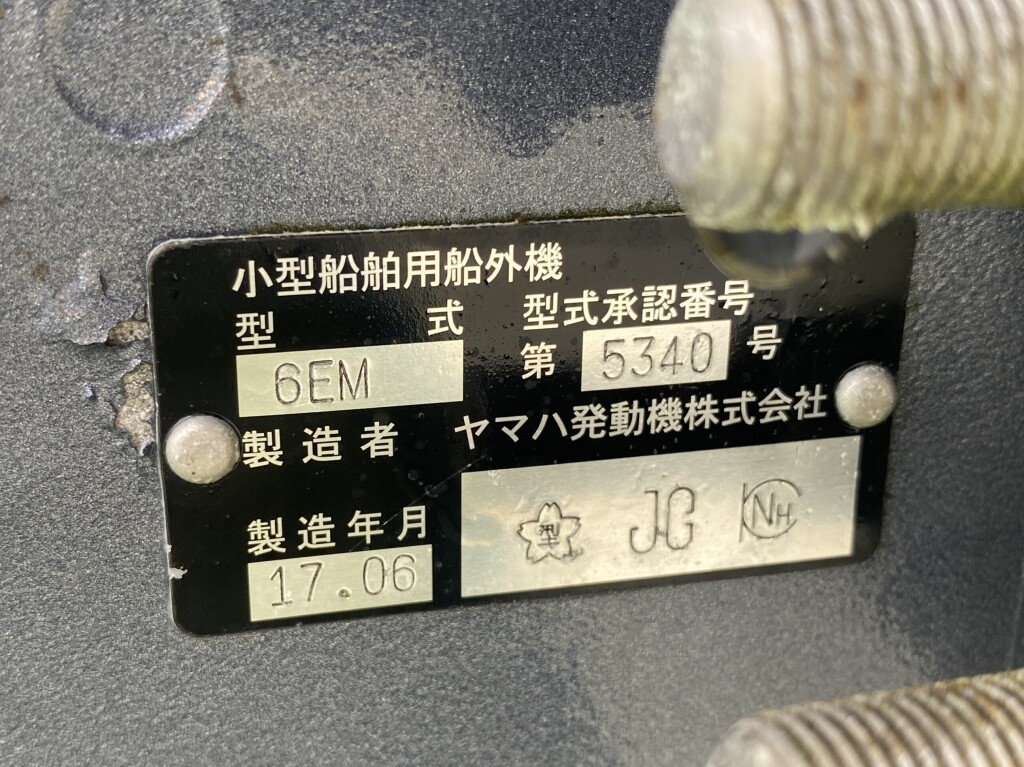 小型船舶用船外機
型 式 型式承認番号
6EM 第 5340 号
製造者 ヤマハ発動機株式会社
製造年月
17.06
型 JG NH